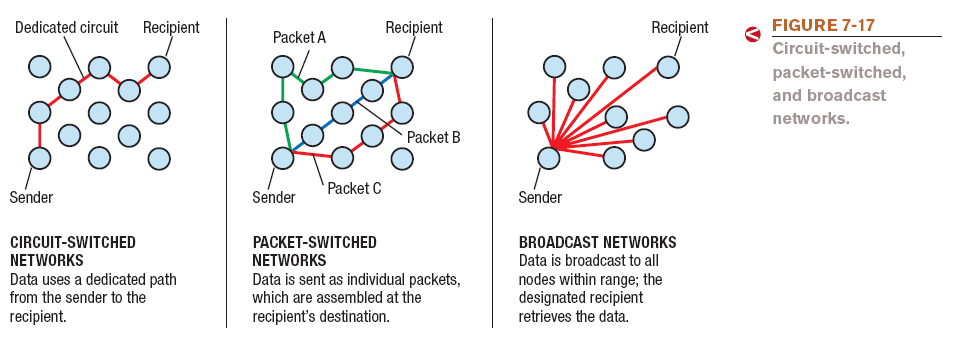 Dedicated circuit
Recipient
Sender
CIRCUIT-SWITCHED
NETWORKS
Data uses a dedicated path
from the sender to the
recipient.
Packet A
Recipient
Packet B
Packet C
Sender
PACKET-SWITCHED
NETWORKS
Data is sent as individual packets,
which are assembled at the
recipient's destination.
Recipient
Sender
BROADCAST NETWORKS
Data is broadcast to all
nodes within range; the
designated recipient
retrieves the data.
FIGURE 7-17
Circuit-switched,
packet-switched,
and broadcast
networks.